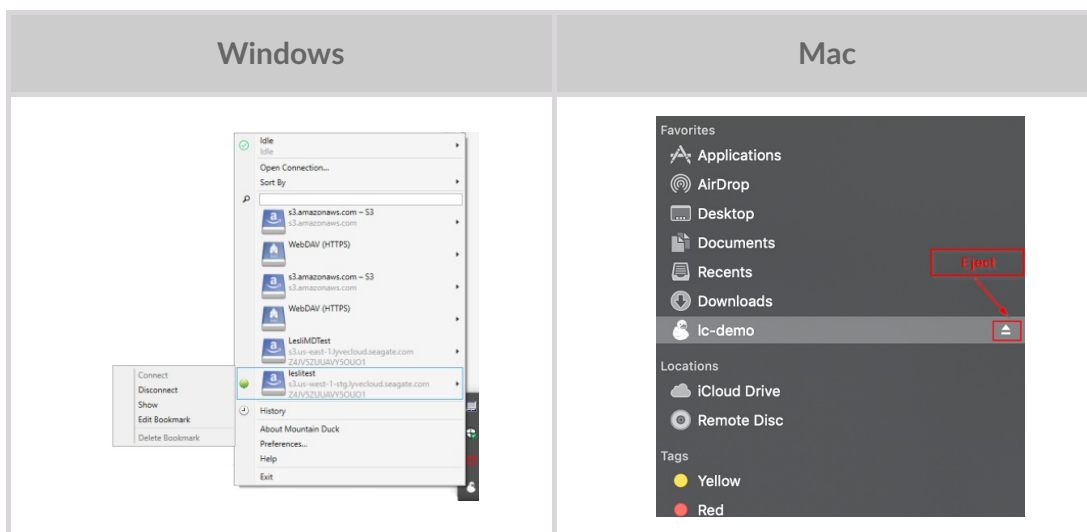 Windows
Mac
Idle
Idle
Open Connection...
Sort By
s3.amazonaws.com – S3
s3.amazonaws.com
WebDAV (HTTPS)
s3.amazonaws.com – S3
s3.amazonaws.com
WebDAV (HTTPS)
LesliMDTest
s3.us-east-1.lyvecloud.seagate.com
Z4JV5ZUUAVY5OUO1
leslitest
s3.us-west-1-stg.lyvecloud.seagate.com
Z4JV5ZUUAVY5OUO1
History
About Mountain Duck
Preferences...
Help
Exit
Connect
Disconnect
Show
Edit Bookmark
Delete Bookmark
Favorites
Applications
AirDrop
Desktop
Documents
Recents
Downloads
lc-demo
Eject
Locations
iCloud Drive
Remote Disc
Tags
Yellow
Red